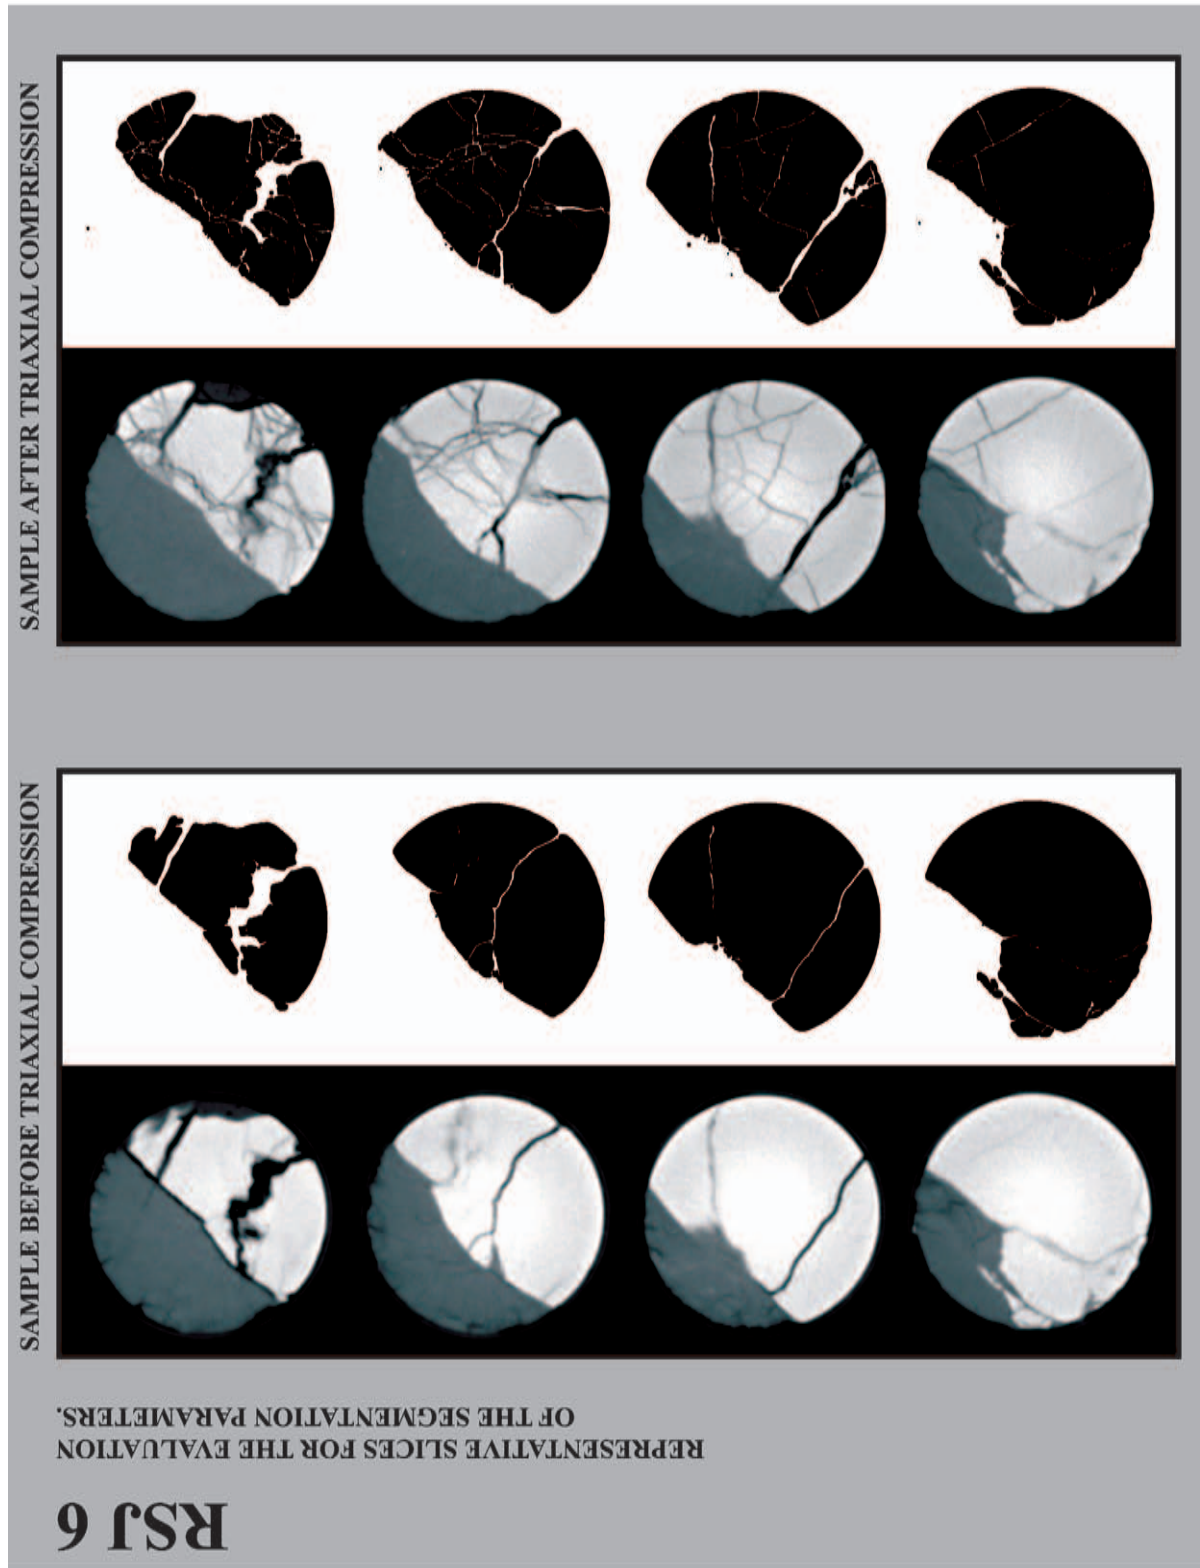 RSJ 6
REPRESENTATIVE SLICES FOR THE EVALUATION
OF THE SEGMENTATION PARAMETERS.
SAMPLE BEFORE TRIAXIAL COMPRESSION
SAMPLE AFTER TRIAXIAL COMPRESSION